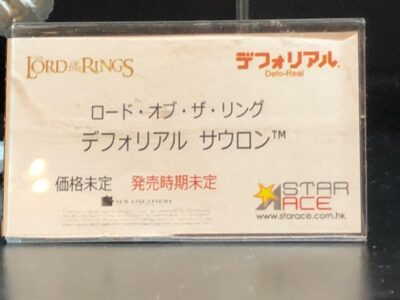 LORD OF THE RINGS
デフォリアル
Defo-Real
ロード・オブ・ザ・リング
デフォリアル サウロン™
価格未定 発売時期未定
NEW LINE CINEMA
STAR ACE
www.starace.com.hk